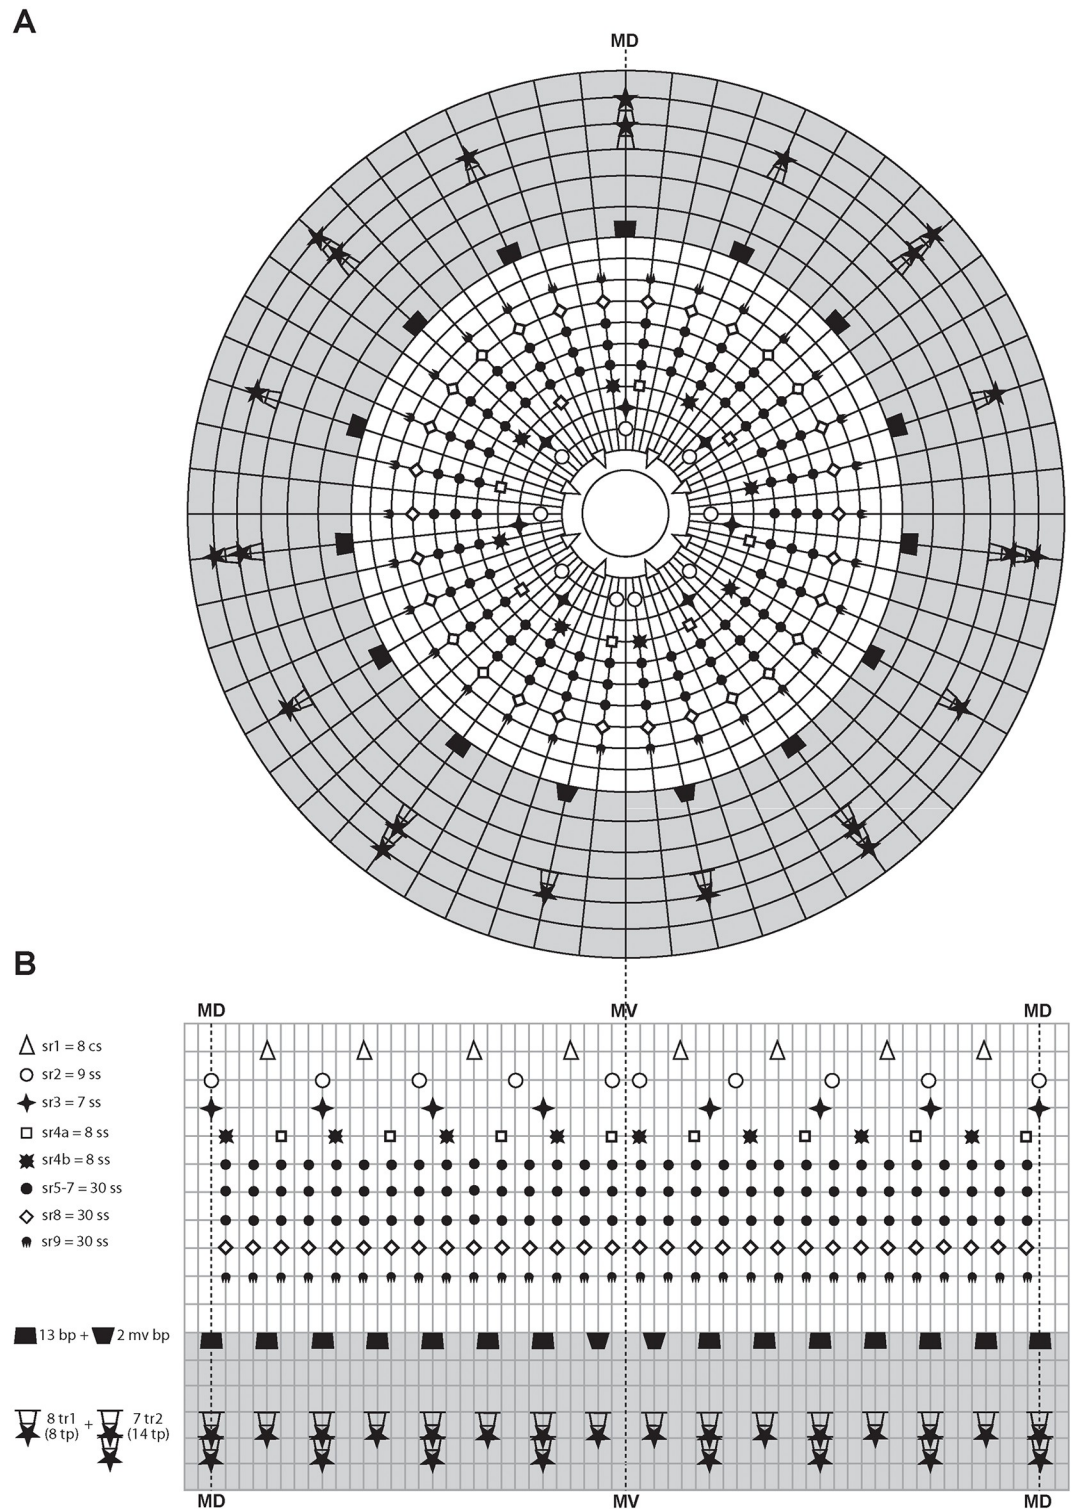 A
MD
B
MD MV MD
sr1 = 8 cs
sr2 = 9 ss
sr3 = 7 ss
sr4a = 8 ss
sr4b = 8 ss
sr5-7 = 30 ss
sr8 = 30 ss
sr9 = 30 ss
13 bp + 2 mv bp
8 tr1 + 7 tr2
(8 tp) (14 tp)
MD MV MD